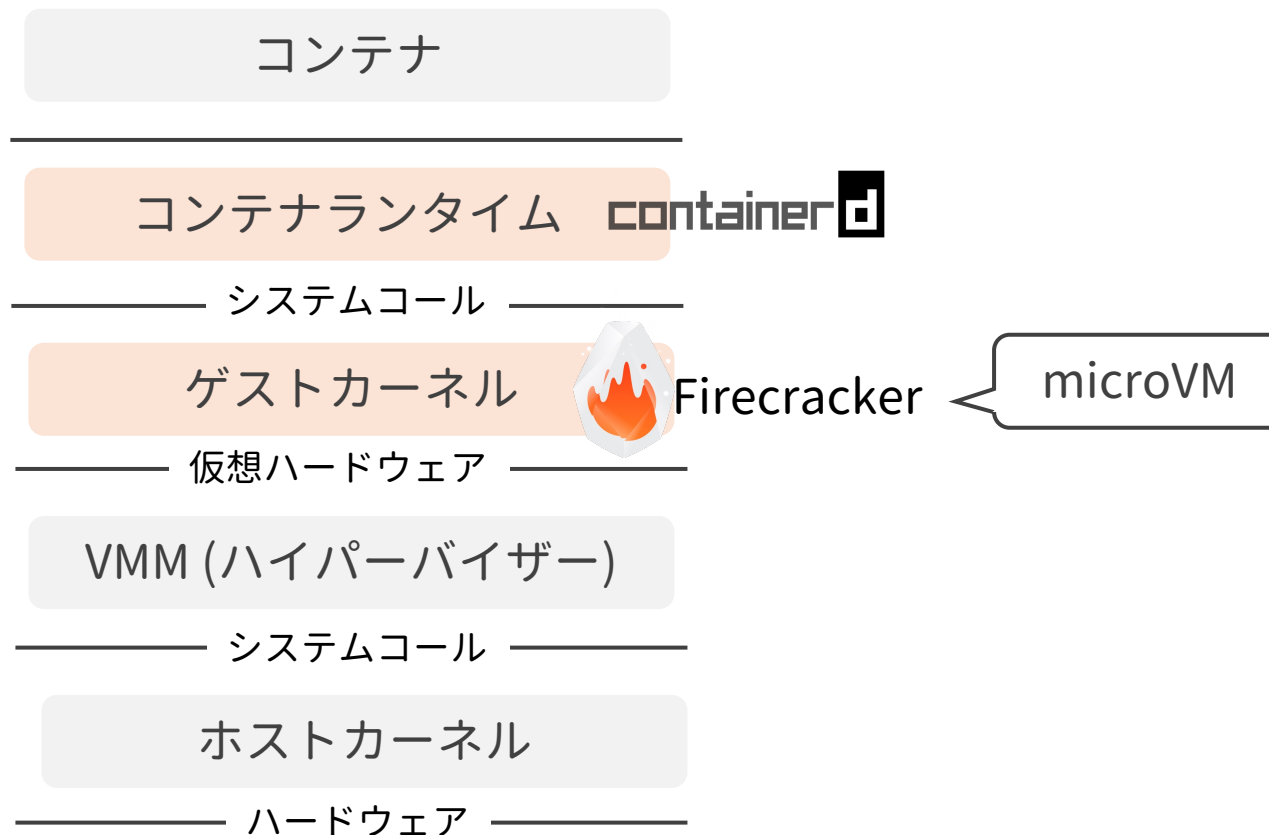 コンテナ
コンテナランタイム containerd
システムコール
ゲストカーネル Firecracker microVM
仮想ハードウェア
VMM (ハイパーバイザー)
システムコール
ホストカーネル
ハードウェア